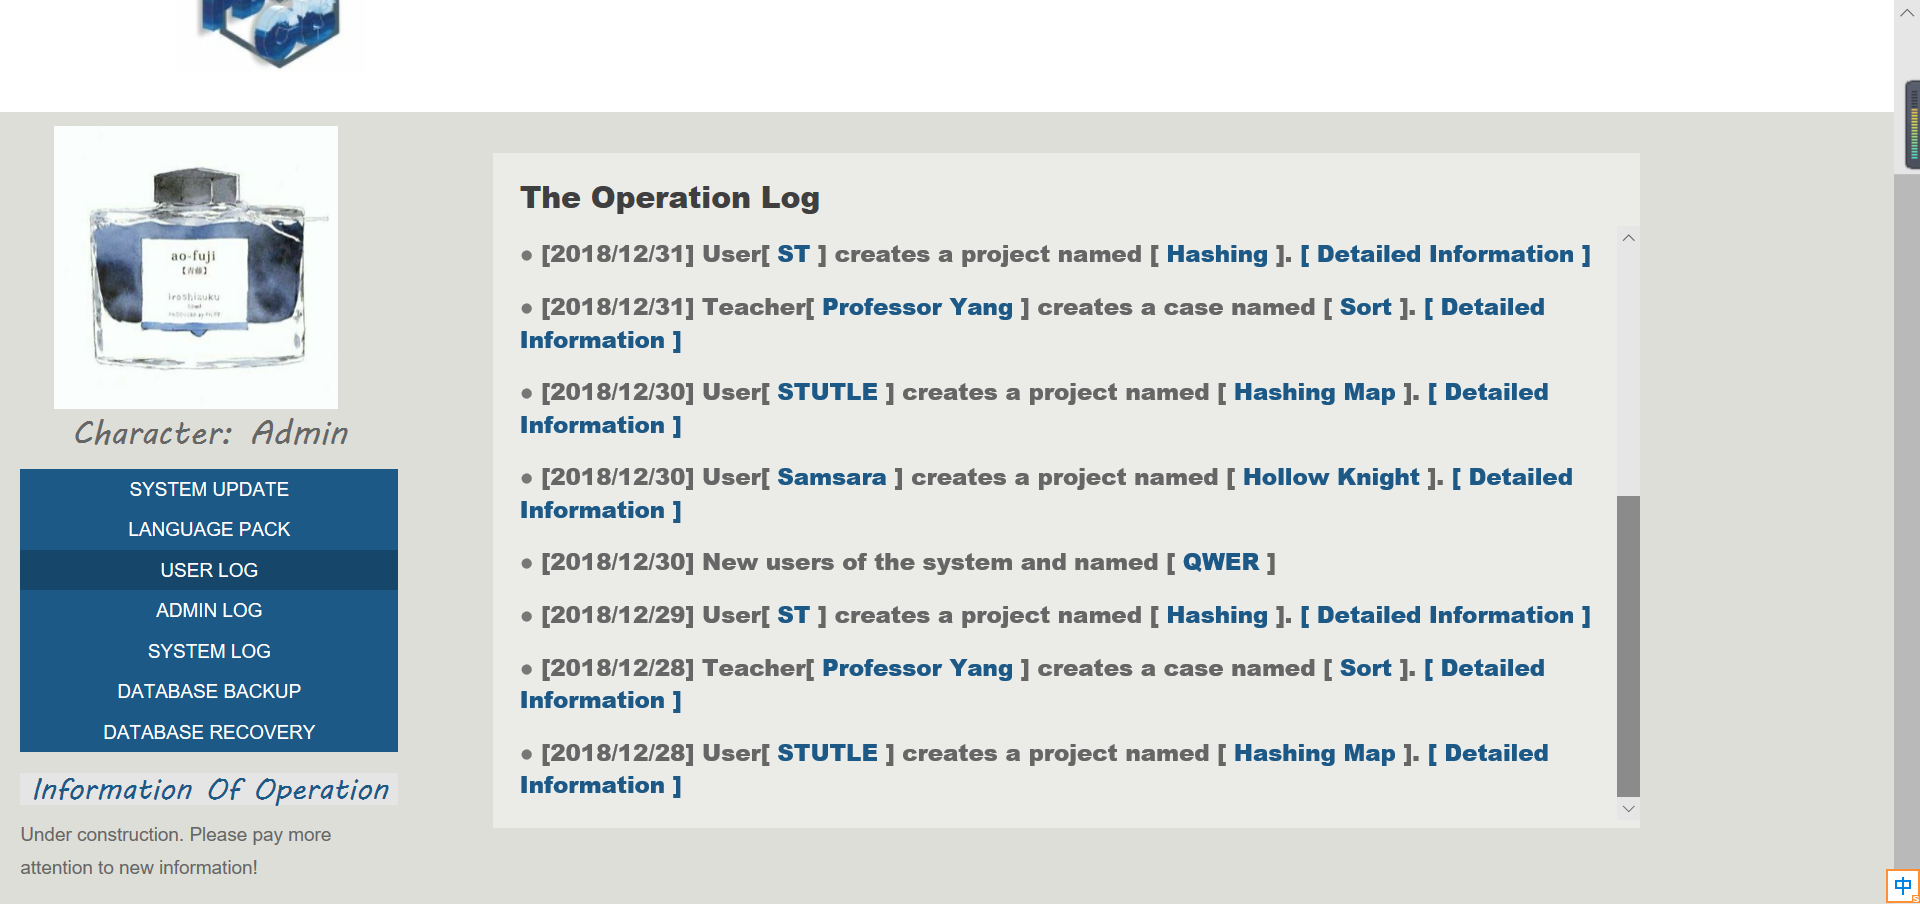 ao-fuji
【青藤】
iroshizuku
50ml
PRODUCED by PILOT
Character: Admin
SYSTEM UPDATE
LANGUAGE PACK
USER LOG
ADMIN LOG
SYSTEM LOG
DATABASE BACKUP
DATABASE RECOVERY
Information Of Operation
Under construction. Please pay more
attention to new information!
The Operation Log
● [2018/12/31] User[ ST ] creates a project named [ Hashing ]. [ Detailed Information ]
● [2018/12/31] Teacher[ Professor Yang ] creates a case named [ Sort ]. [ Detailed
Information ]
● [2018/12/30] User[ STUTLE ] creates a project named [ Hashing Map ]. [ Detailed
Information ]
● [2018/12/30] User[ Samsara ] creates a project named [ Hollow Knight ]. [ Detailed
Information ]
● [2018/12/30] New users of the system and named [ QWER ]
● [2018/12/29] User[ ST ] creates a project named [ Hashing ]. [ Detailed Information ]
● [2018/12/28] Teacher[ Professor Yang ] creates a case named [ Sort ]. [ Detailed
Information ]
● [2018/12/28] User[ STUTLE ] creates a project named [ Hashing Map ]. [ Detailed
Information ]
中